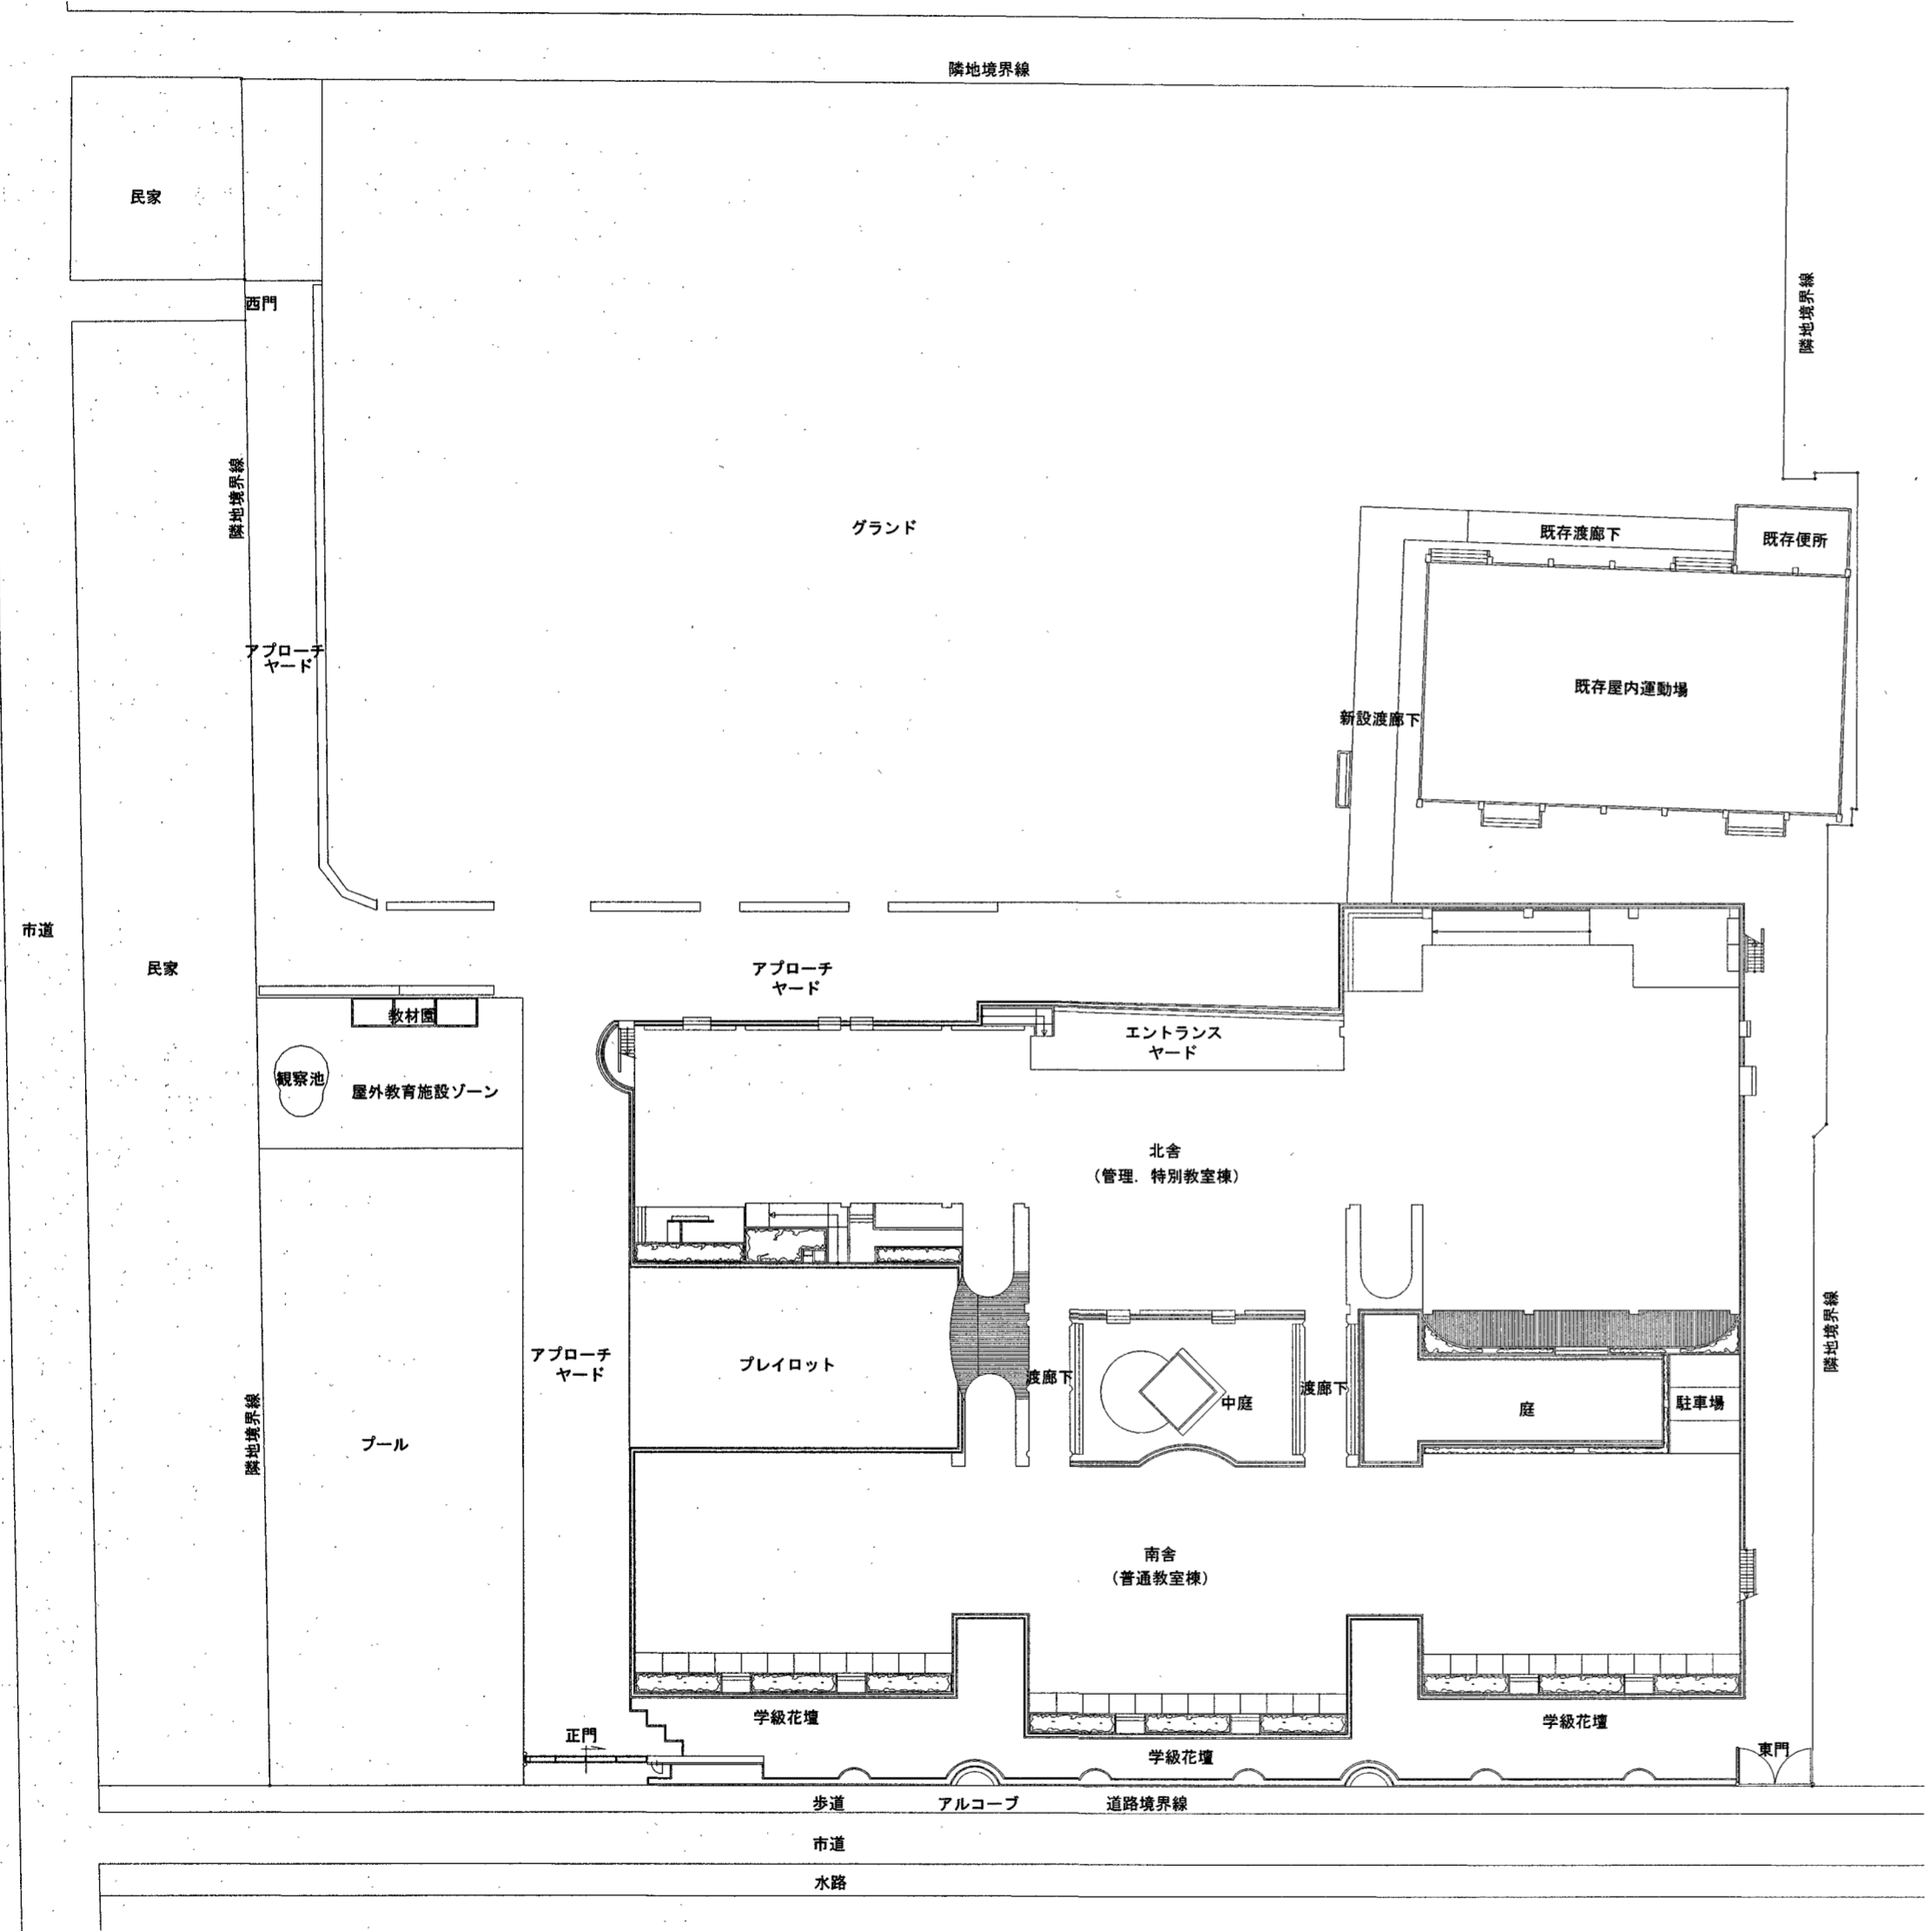 隣地境界線
民家
西門
隣地境界線
隣地境界線
グランド
既存渡廊下
既存便所
アプローチ
ヤード
既存屋内運動場
新設渡廊下
市道
民家
アプローチ
ヤード
教材園
エントランス
ヤード
観察池
屋外教育施設ゾーン
北舎
(管理．特別教室棟)
アプローチ
ヤード
プレイロット
渡廊下
中庭
渡廊下
庭
駐車場
隣地境界線
隣地境界線
プール
南舎
(普通教室棟)
学級花壇
学級花壇
学級花壇
正門
東門
歩道
アルコーブ
道路境界線
市道
水路